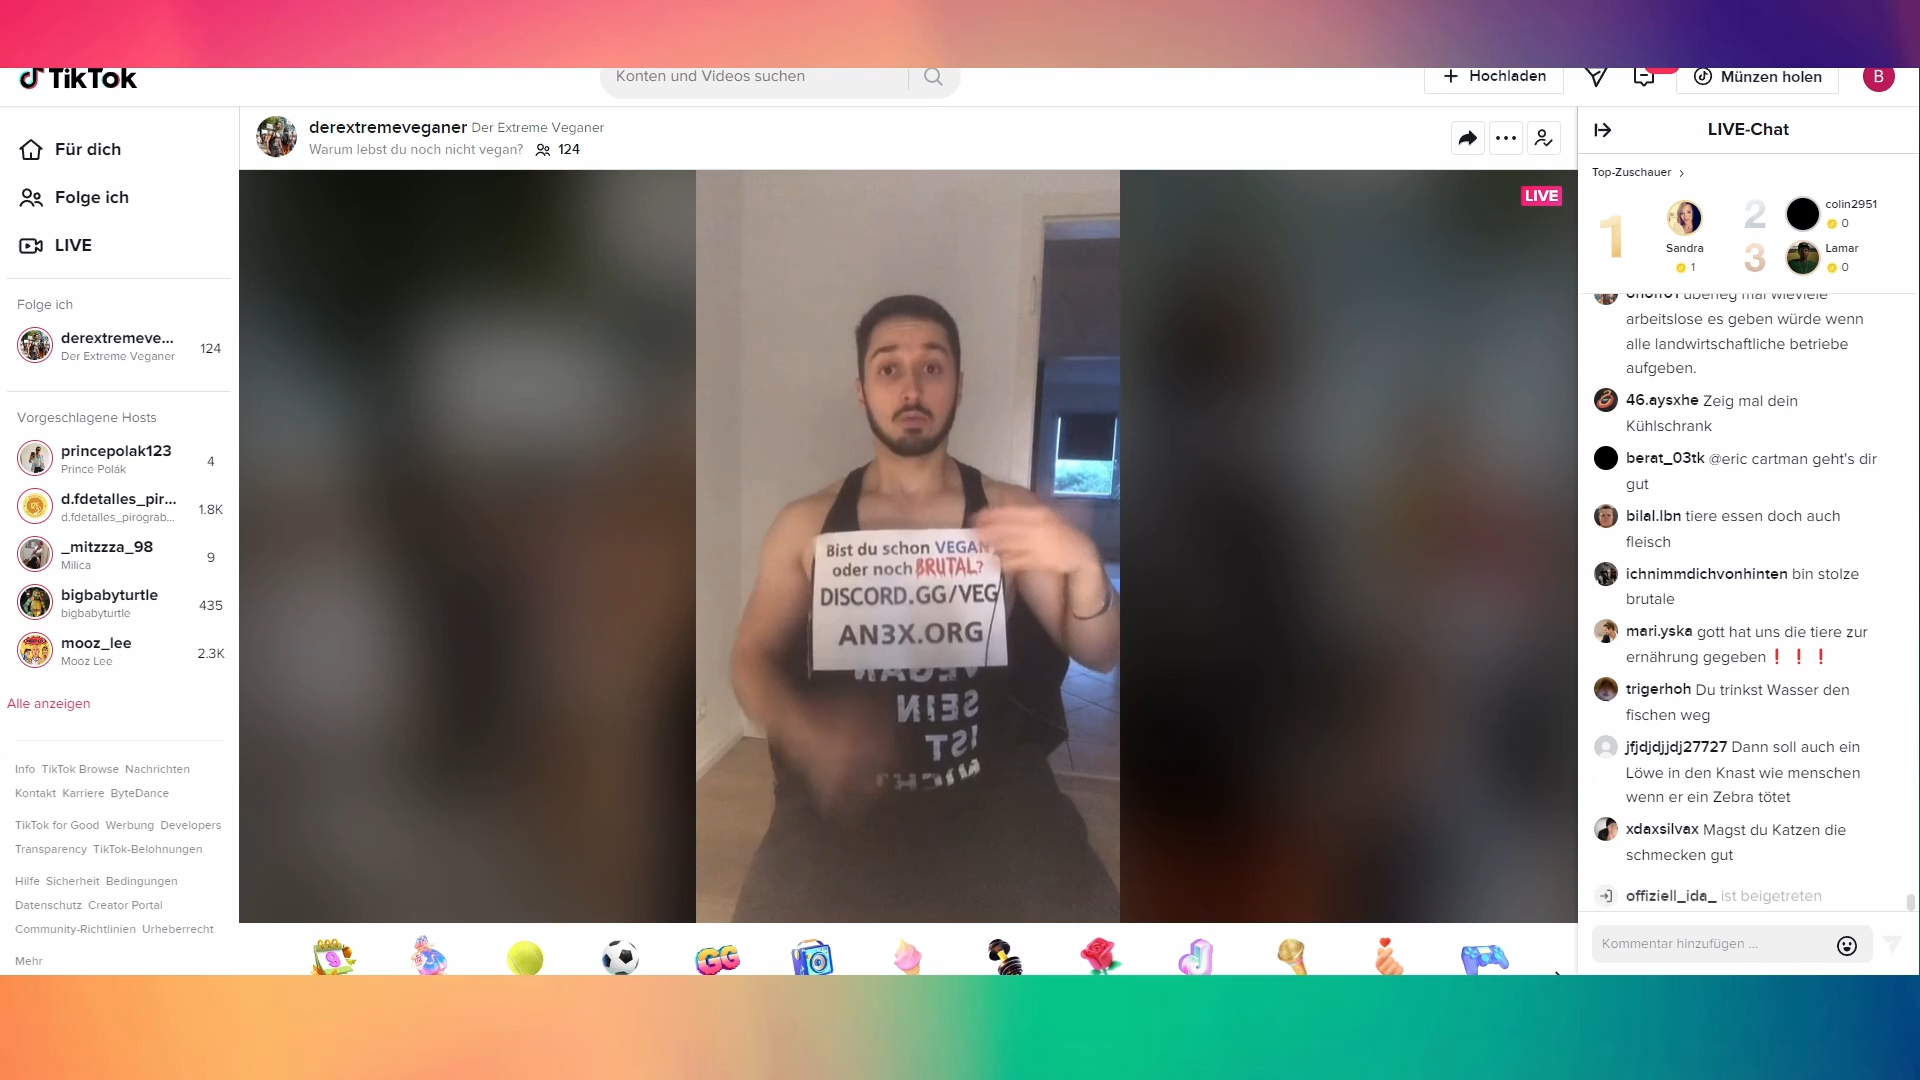 TikTok
Konten und Videos suchen
Hochladen
Münzen holen
B
Für dich
Folge ich
LIVE
Folge ich
derextremeve... 124
Der Extreme Veganer
Vorgeschlagene Hosts
princepolak123 4
Prince Polák
d.fdetalles_pir... 1.8K
d.fdetalles_pirograb...
_mitzzza_98 9
Milica
bigbabyturtle 435
bigbabyturtle
mooz_lee 2.3K
Mooz Lee
Alle anzeigen
Info TikTok Browse Nachrichten
Kontakt Karriere ByteDance
TikTok for Good Werbung Developers
Transparency TikTok-Belohnungen
Hilfe Sicherheit Bedingungen
Datenschutz Creator Portal
Community-Richtlinien Urheberrecht
Mehr
derextremeveganer Der Extreme Veganer
Warum lebst du noch nicht vegan? 124
LIVE
Bist du schon VEGAN
oder noch BRUTAL?
DISCORD.GG/VEG
AN3X.ORG
VEGAN
SEIN
IST
NICHT
GG
LIVE-Chat
Top-Zuschauer
1
Sandra
1
2
colin2951
0
3
Lamar
0
überleg mal wieviele
arbeitslose es geben würde wenn
alle landwirtschaftliche betriebe
aufgeben.
46.aysxhe Zeig mal dein
Kühlschrank
berat_03tk @eric cartman geht's dir
gut
bilal.lbn tiere essen doch auch
fleisch
ichnimmdichvonhinten bin stolze
brutale
mari.yska gott hat uns die tiere zur
ernährung gegeben❗❗❗
trigerhoh Du trinkst Wasser den
fischen weg
jfjdjdjjdj27727 Dann soll auch ein
Löwe in den Knast wie menschen
wenn er ein Zebra tötet
xdaxsilvax Magst du Katzen die
schmecken gut
offiziell_ida_ ist beigetreten
Kommentar hinzufügen ...